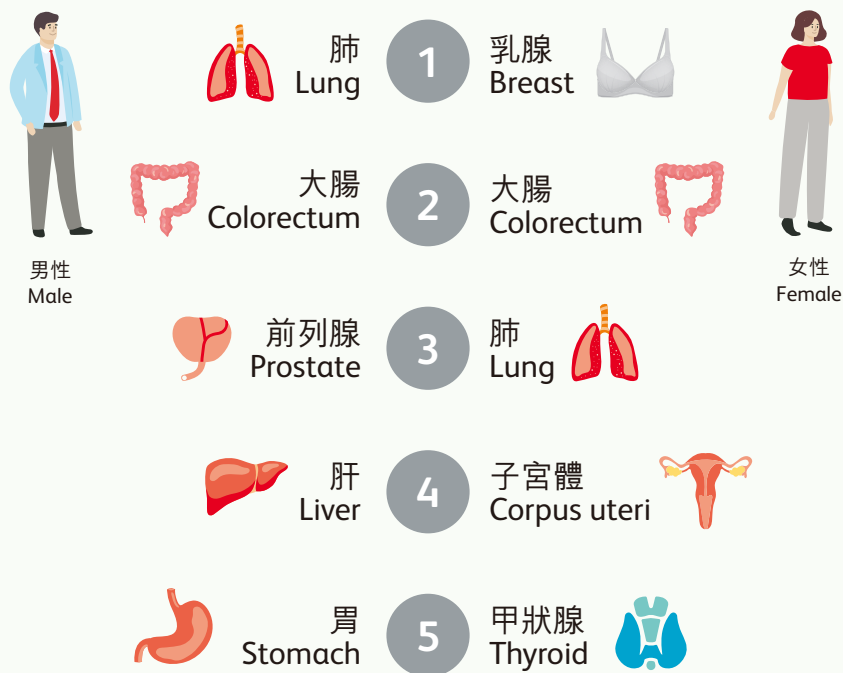 肺
Lung
1
乳腺
Breast
大腸
Colorectum
2
大腸
Colorectum
男性
Male
女性
Female
前列腺
Prostate
3
肺
Lung
肝
Liver
4
子宮體
Corpus uteri
胃
Stomach
5
甲狀腺
Thyroid